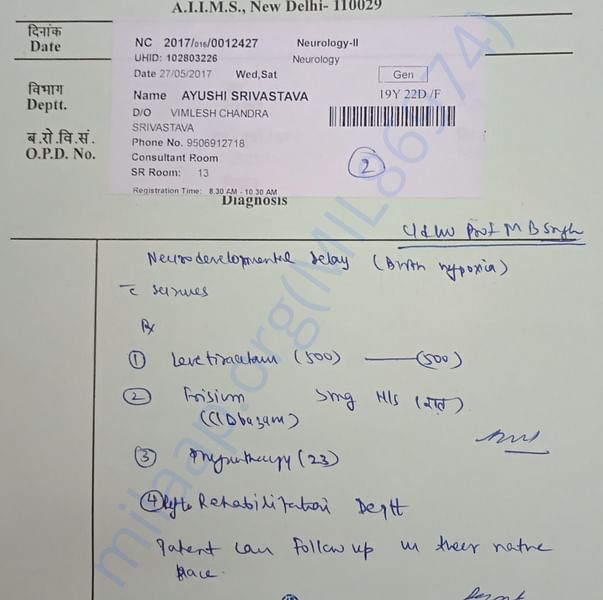 A.I.I.M.S., New Delhi- 110029
दिनांक
Date
NC 2017/016/0012427 Neurology-II
UHID: 102803226 Neurology
Date 27/05/2017 Wed,Sat Gen
विभाग
Deptt.
Name AYUSHI SRIVASTAVA 19Y 22D /F
D/O VIMLESH CHANDRA
SRIVASTAVA
ब.रो.वि.सं.
O.P.D. No.
Phone No. 9506912718
Consultant Room 2
SR Room: 13
Registration Time: 8.30 AM - 10.30 AM
Diagnosis
Prof M B Singh
Neurodevelopmental delay (Birth hypoxia)
c seizures
Rx
1 Levetiracetam (500) — (500)
2 Frisium 5mg H/s (रात)
(Clobazam)
3 Physiotherapy (23)
4 Rehabilitation Deptt
Patient can follow up in their native
place.
milaap.org(MIL86974)